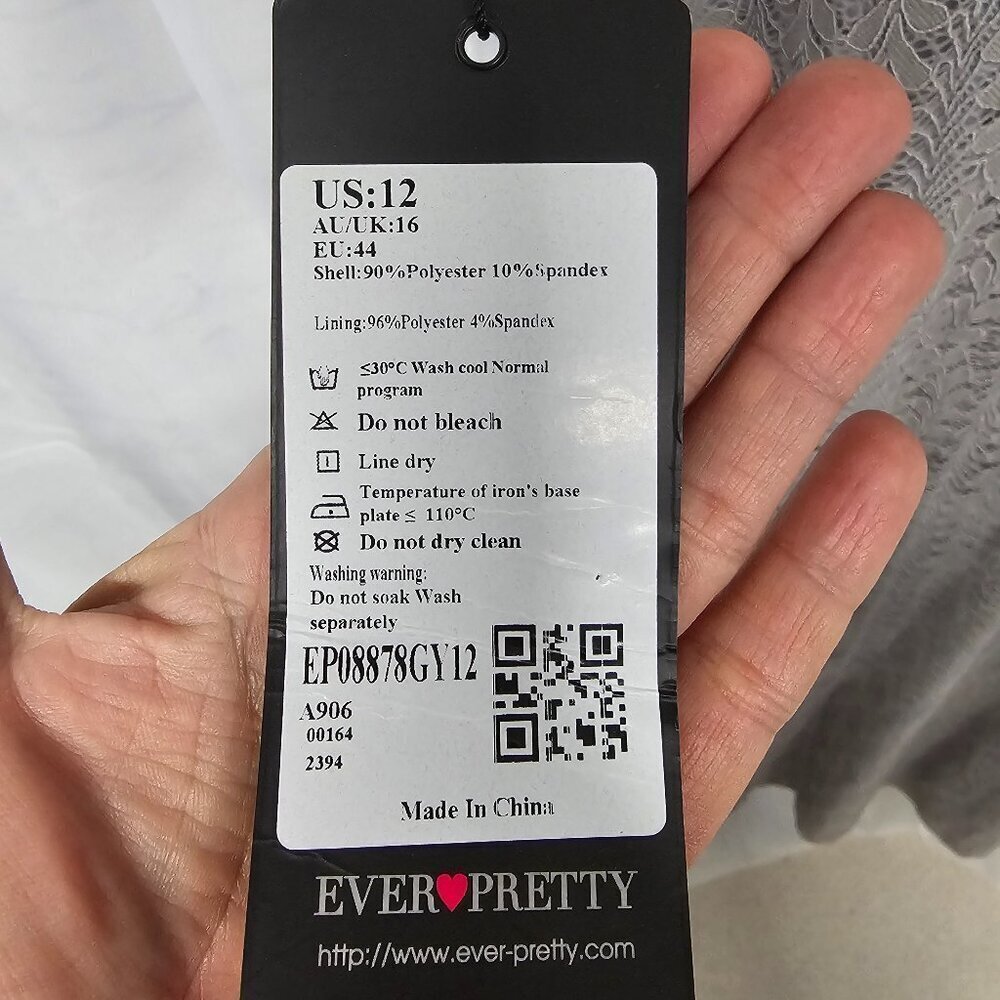 US:12
AU/UK:16
EU:44
Shell:90%Polyester 10%Spandex
Lining:96%Polyester 4%Spandex
≤30°C Wash cool Normal
program
Do not bleach
Line dry
Temperature of iron's base
plate ≤ 110°C
Do not dry clean
Washing warning:
Do not soak Wash
separately
EP08878GY12
A906
00164
2394
Made In China
EVER♥PRETTY
http://www.ever-pretty.com